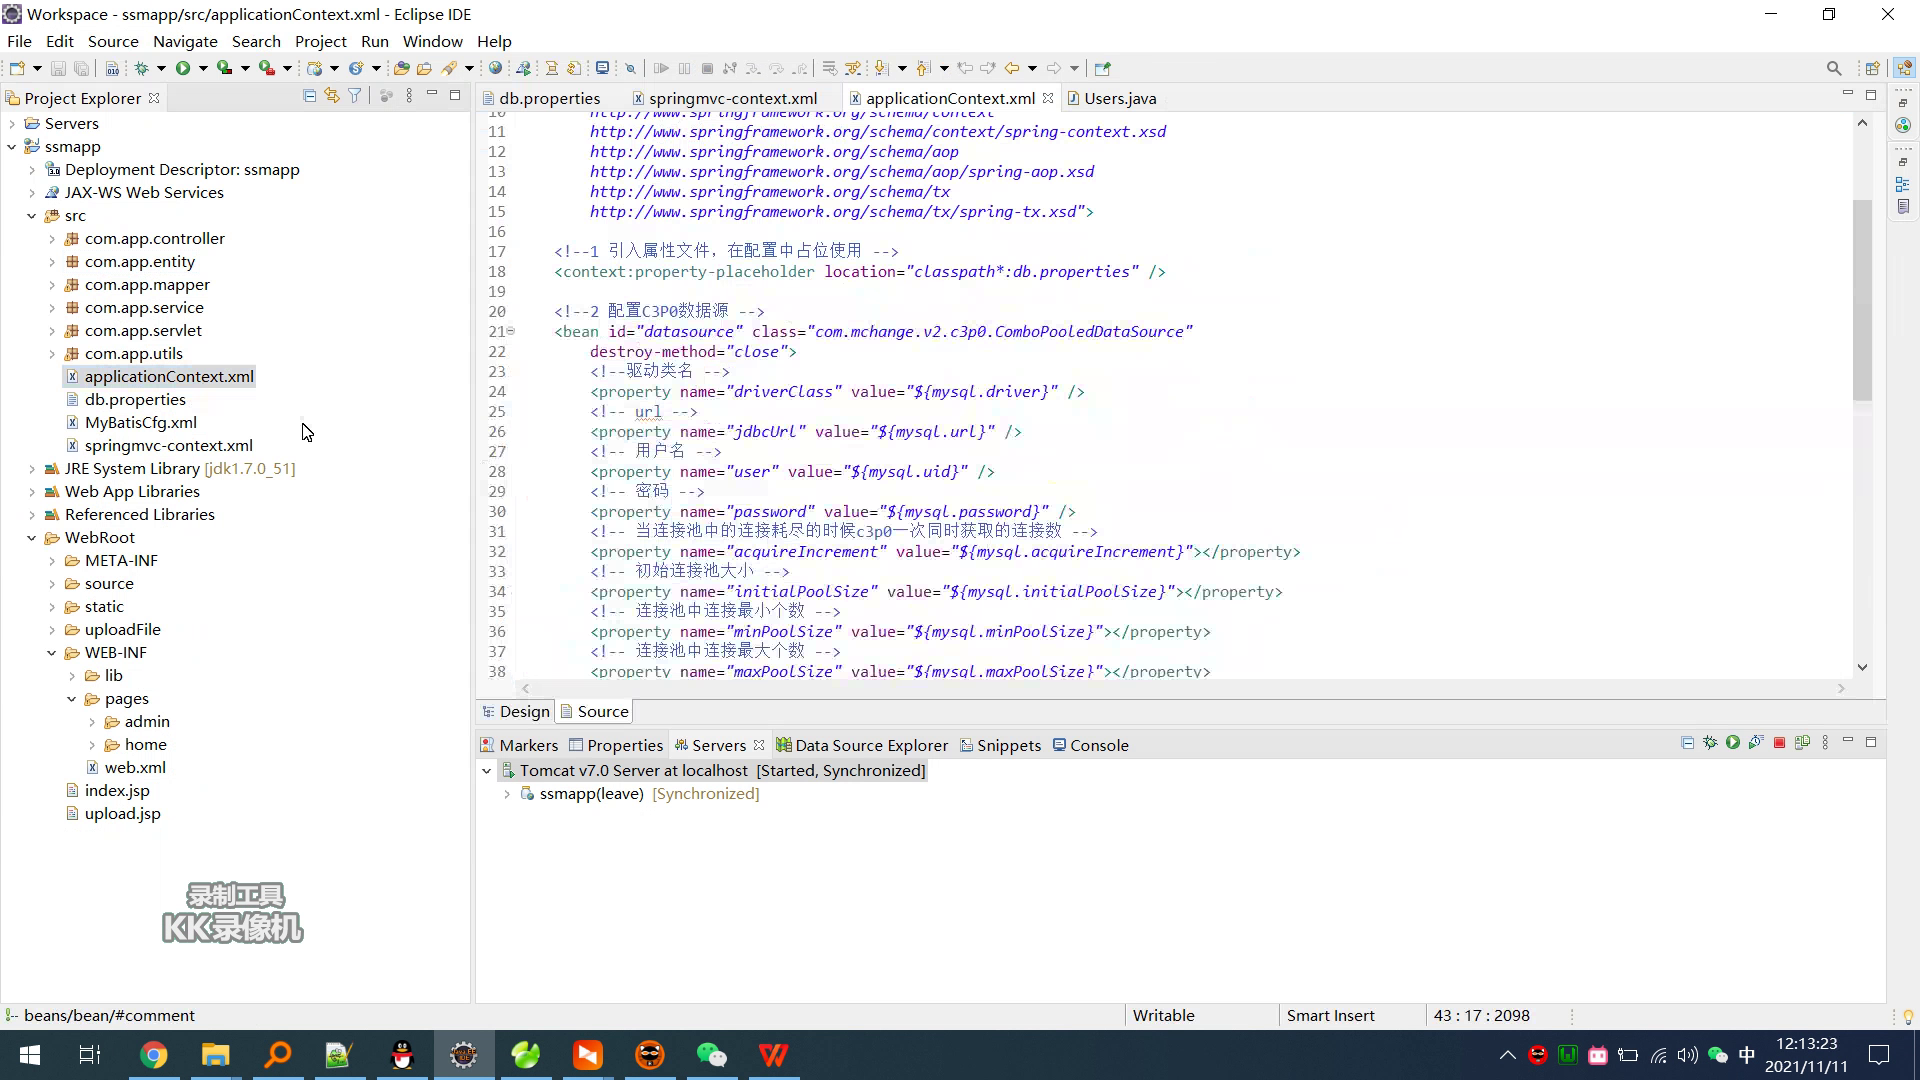 Workspace - ssmapp/src/applicationContext.xml - Eclipse IDE
File Edit Source Navigate Search Project Run Window Help
Project Explorer
db.properties springmvc-context.xml applicationContext.xml Users.java
Servers
ssmapp
Deployment Descriptor: ssmapp
JAX-WS Web Services
src
com.app.controller
com.app.entity
com.app.mapper
com.app.service
com.app.servlet
com.app.utils
applicationContext.xml
db.properties
MyBatisCfg.xml
springmvc-context.xml
JRE System Library [jdk1.7.0_51]
Web App Libraries
Referenced Libraries
WebRoot
META-INF
source
static
uploadFile
WEB-INF
lib
pages
admin
home
web.xml
index.jsp
upload.jsp
录制工具
KK录像机
10 http://www.springframework.org/schema/context
11 http://www.springframework.org/schema/context/spring-context.xsd
12 http://www.springframework.org/schema/aop
13 http://www.springframework.org/schema/aop/spring-aop.xsd
14 http://www.springframework.org/schema/tx
15 http://www.springframework.org/schema/tx/spring-tx.xsd">
16
17 <!--1 引入属性文件，在配置中占位使用 -->
18 <context:property-placeholder location="classpath*:db.properties" />
19
20 <!--2 配置C3P0数据源 -->
21 <bean id="datasource" class="com.mchange.v2.c3p0.ComboPooledDataSource"
22 destroy-method="close">
23 <!--驱动类名 -->
24 <property name="driverClass" value="${mysql.driver}" />
25 <!-- url -->
26 <property name="jdbcUrl" value="${mysql.url}" />
27 <!-- 用户名 -->
28 <property name="user" value="${mysql.uid}" />
29 <!-- 密码 -->
30 <property name="password" value="${mysql.password}" />
31 <!-- 当连接池中的连接耗尽的时候c3p0一次同时获取的连接数 -->
32 <property name="acquireIncrement" value="${mysql.acquireIncrement}"></property>
33 <!-- 初始连接池大小 -->
34 <property name="initialPoolSize" value="${mysql.initialPoolSize}"></property>
35 <!-- 连接池中连接最小个数 -->
36 <property name="minPoolSize" value="${mysql.minPoolSize}"></property>
37 <!-- 连接池中连接最大个数 -->
38 <property name="maxPoolSize" value="${mysql.maxPoolSize}"></property>
Design Source
Markers Properties Servers Data Source Explorer Snippets Console
Tomcat v7.0 Server at localhost [Started, Synchronized]
ssmapp(leave) [Synchronized]
beans/bean/#comment Writable Smart Insert 43 : 17 : 2098
中
12:13:23
2021/11/11